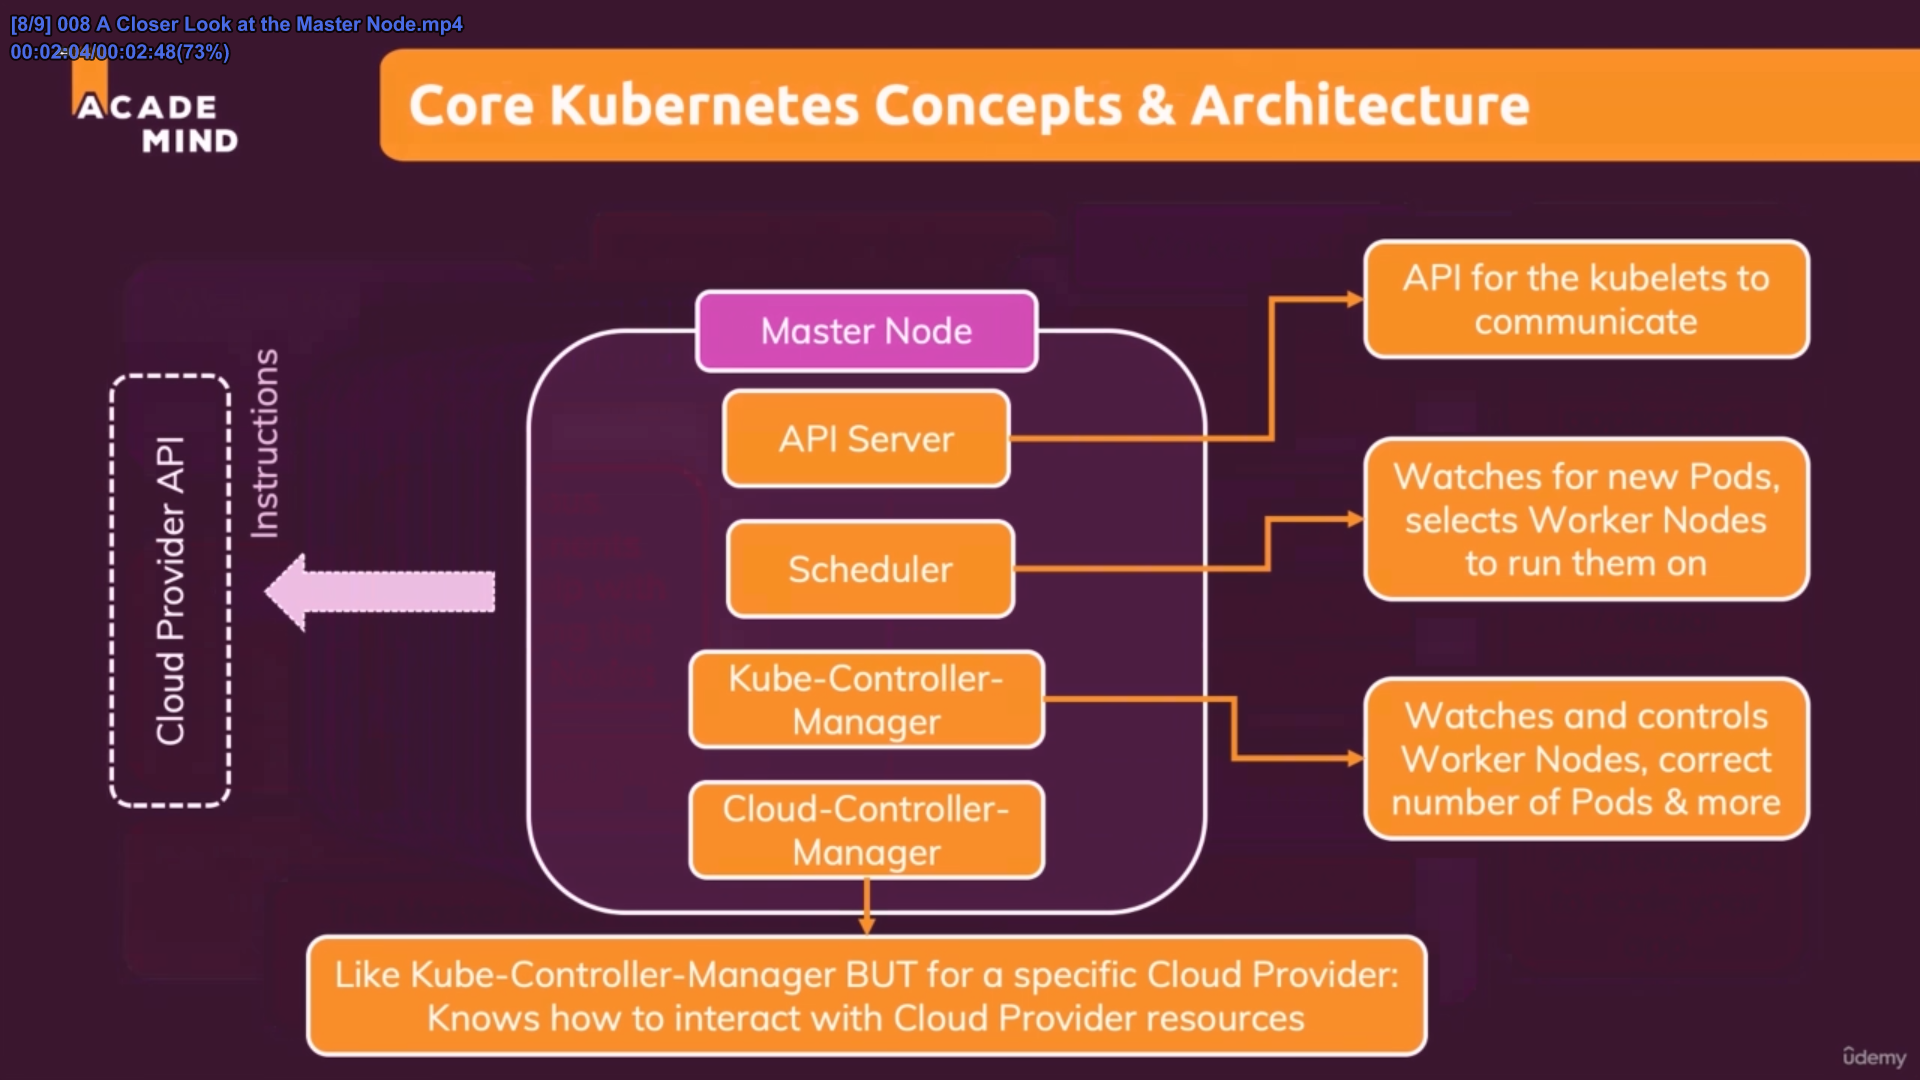 [8/9] 008 A Closer Look at the Master Node.mp4
00:02:04/00:02:48(73%)
ACADE
MIND
Core Kubernetes Concepts & Architecture
Cloud Provider API
Instructions
Master Node
API Server
Scheduler
Kube-Controller-
Manager
Cloud-Controller-
Manager
API for the kubelets to
communicate
Watches for new Pods,
selects Worker Nodes
to run them on
Watches and controls
Worker Nodes, correct
number of Pods & more
Like Kube-Controller-Manager BUT for a specific Cloud Provider:
Knows how to interact with Cloud Provider resources
ûdemy